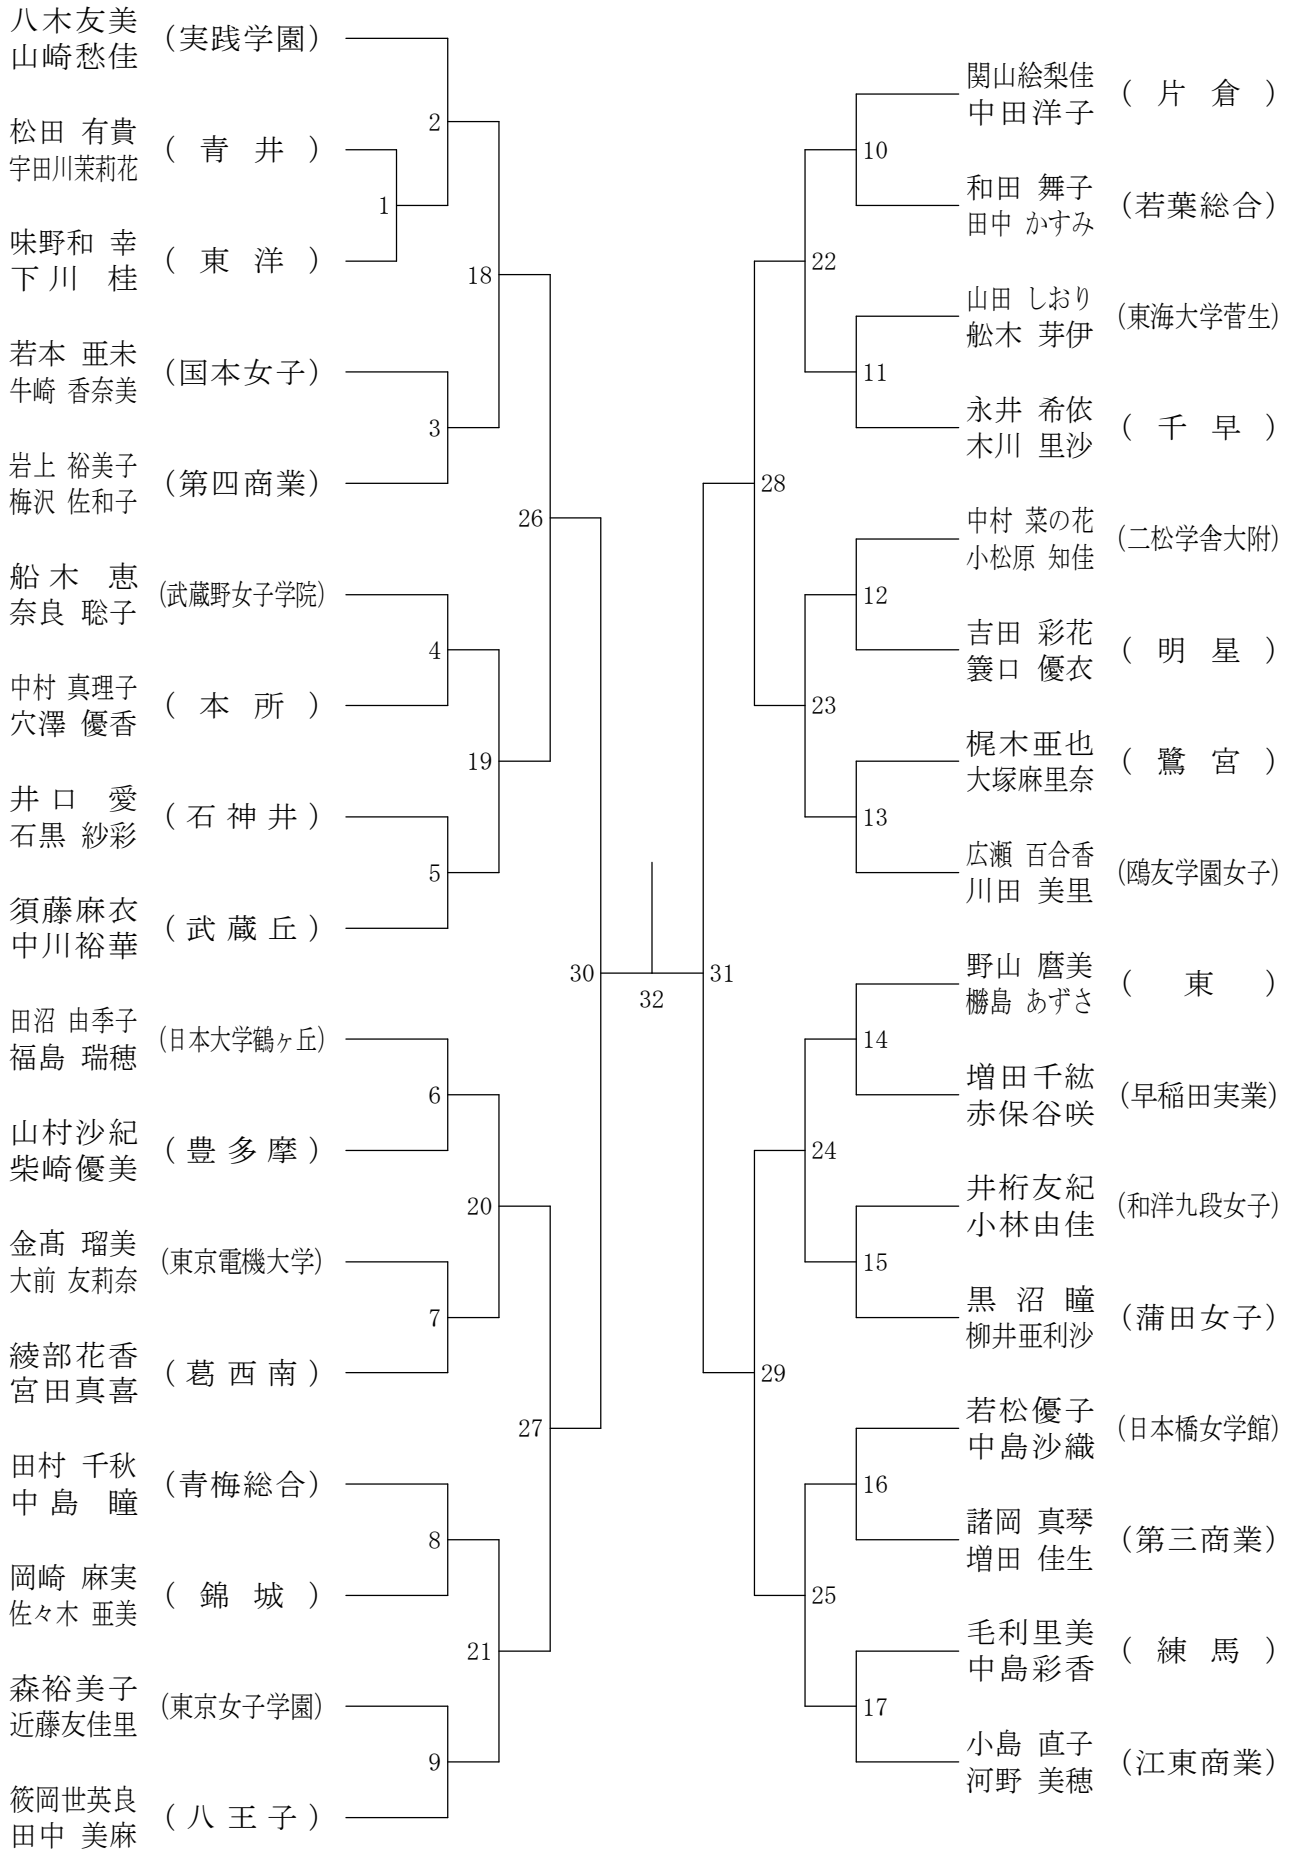 八木友美
山崎愁佳 (実践学園)
松田 有貴
宇田川茉莉花 (青井)
味野和 幸
下川 桂 (東洋)
若本 亜未
牛崎 香奈美 (国本女子)
岩上 裕美子
梅沢 佐和子 (第四商業)
船木 恵
奈良 聡子 (武蔵野女子学院)
中村 真理子
穴澤 優香 (本所)
井口 愛
石黒 紗彩 (石神井)
須藤麻衣
中川裕華 (武蔵丘)
田沼 由季子
福島 瑞穂 (日本大学鶴ヶ丘)
山村沙紀
柴崎優美 (豊多摩)
金髙 瑠美
大前 友莉奈 (東京電機大学)
綾部花香
宮田真喜 (葛西南)
田村 千秋
中島 瞳 (青梅総合)
岡崎 麻実
佐々木 亜美 (錦城)
森裕美子
近藤友佳里 (東京女子学園)
筱岡世英良
田中 美麻 (八王子)
2
1
18
3
26
4
19
5
30
6
20
7
27
8
21
9
32
31
10
22
11
28
12
23
13
14
24
15
29
16
25
17
関山絵梨佳
中田洋子 (片倉)
和田 舞子
田中 かすみ (若葉総合)
山田 しおり
舩木 芽伊 (東海大学菅生)
永井 希依
木川 里沙 (千早)
中村 菜の花
小松原 知佳 (二松学舎大附)
吉田 彩花
簑口 優衣 (明星)
梶木亜也
大塚麻里奈 (鷺宮)
広瀬 百合香
川田 美里 (鴎友学園女子)
野山 麿美
橳島 あずさ (東)
増田千紘
赤保谷咲 (早稲田実業)
井桁友紀
小林由佳 (和洋九段女子)
黒沼 瞳
柳井亜利沙 (蒲田女子)
若松優子
中島沙織 (日本橋女学館)
諸岡 真琴
増田 佳生 (第三商業)
毛利里美
中島彩香 (練馬)
小島 直子
河野 美穂 (江東商業)